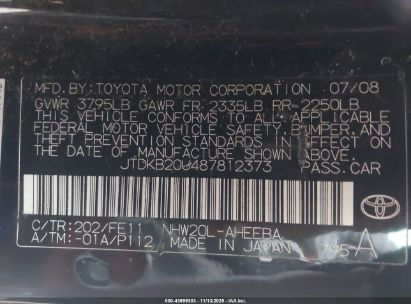 MFD. BY: TOYOTA MOTOR CORPORATION 07/08
GVWR 3795LB GAWR FR 2335LB RR 2250LB
THIS VEHICLE CONFORMS TO ALL APPLICABLE
FEDERAL MOTOR VEHICLE SAFETY, BUMPER, AND
THEFT PREVENTION STANDARDS IN EFFECT ON
THE DATE OF MANUFACTURE SHOWN ABOVE.
JTDKB20U487812373 PASS.CAR
C/TR: 202/FE11 NHW20L-AHEEBA
A/TM: -01A/P112 MADE IN JAPAN 795A
TOYOTA